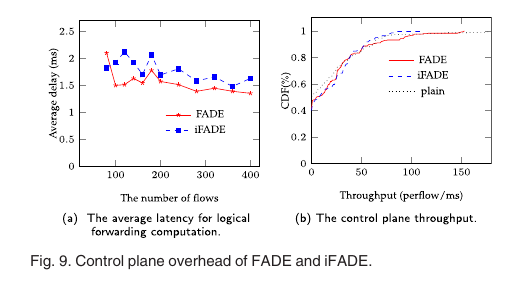 2.5
2
1.5
1
0.5
0
Average delay (ms)
100
200
300
400
The number of flows
FADE
iFADE
(a) The average latency for logical
forwarding computation.
1
0.8
0.6
0.4
0.2
0
CDF(%)
0
50
100
150
Throughput (perflow/ms)
FADE
iFADE
plain
(b) The control plane throughput.
Fig. 9. Control plane overhead of FADE and iFADE.